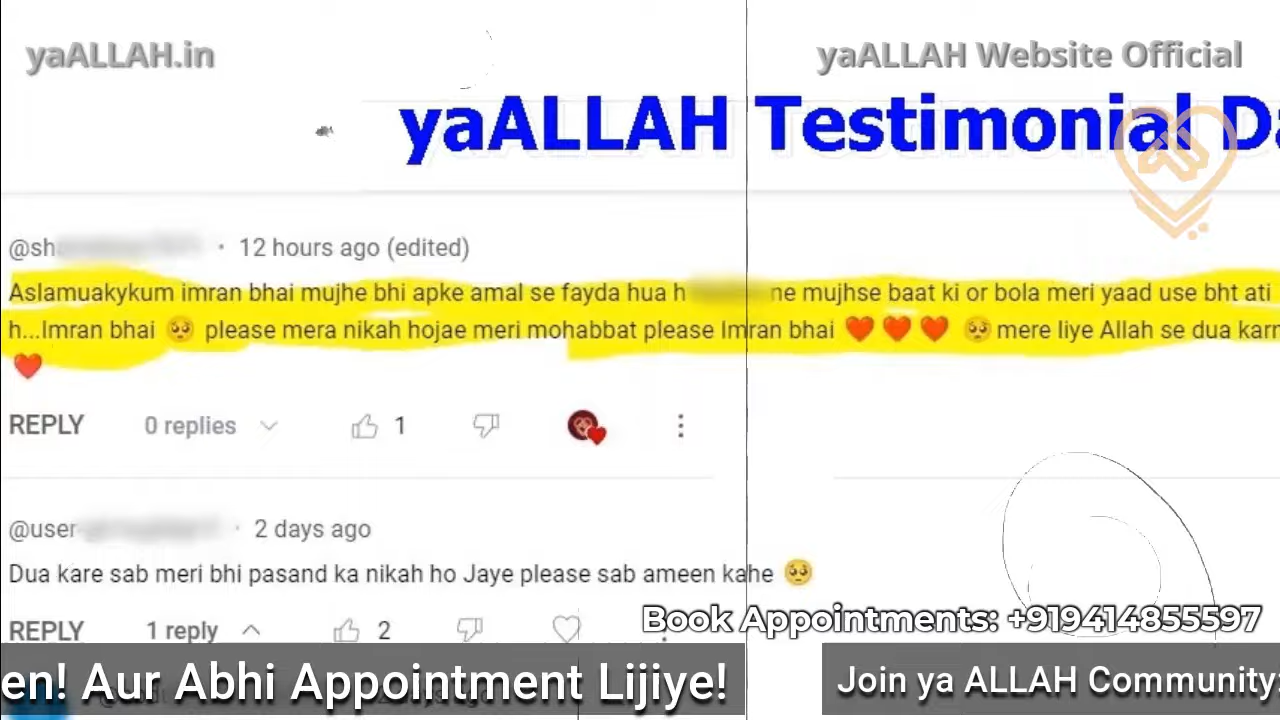 yaALLAH.in
yaALLAH Website Official
yaALLAH Testimonial
@sh
· 12 hours ago (edited)
Aslamuakykum imran bhai mujhe bhi apke amal se fayda hua h ne mujhse baat ki or bola meri yaad use bht ati
h...Imran bhai 🥺 please mera nikah hojae meri mohabbat please Imran bhai ❤️❤️❤️ 🥺 mere liye Allah se dua
❤️
REPLY 0 replies 1
@user
· 2 days ago
Dua kare sab meri bhi pasand ka nikah ho Jaye please sab ameen kahe 🥺
REPLY 1 reply 2
Book Appointments: +919414855597
en! Aur Abhi Appointment Lijiye!
Join ya ALLAH Community: